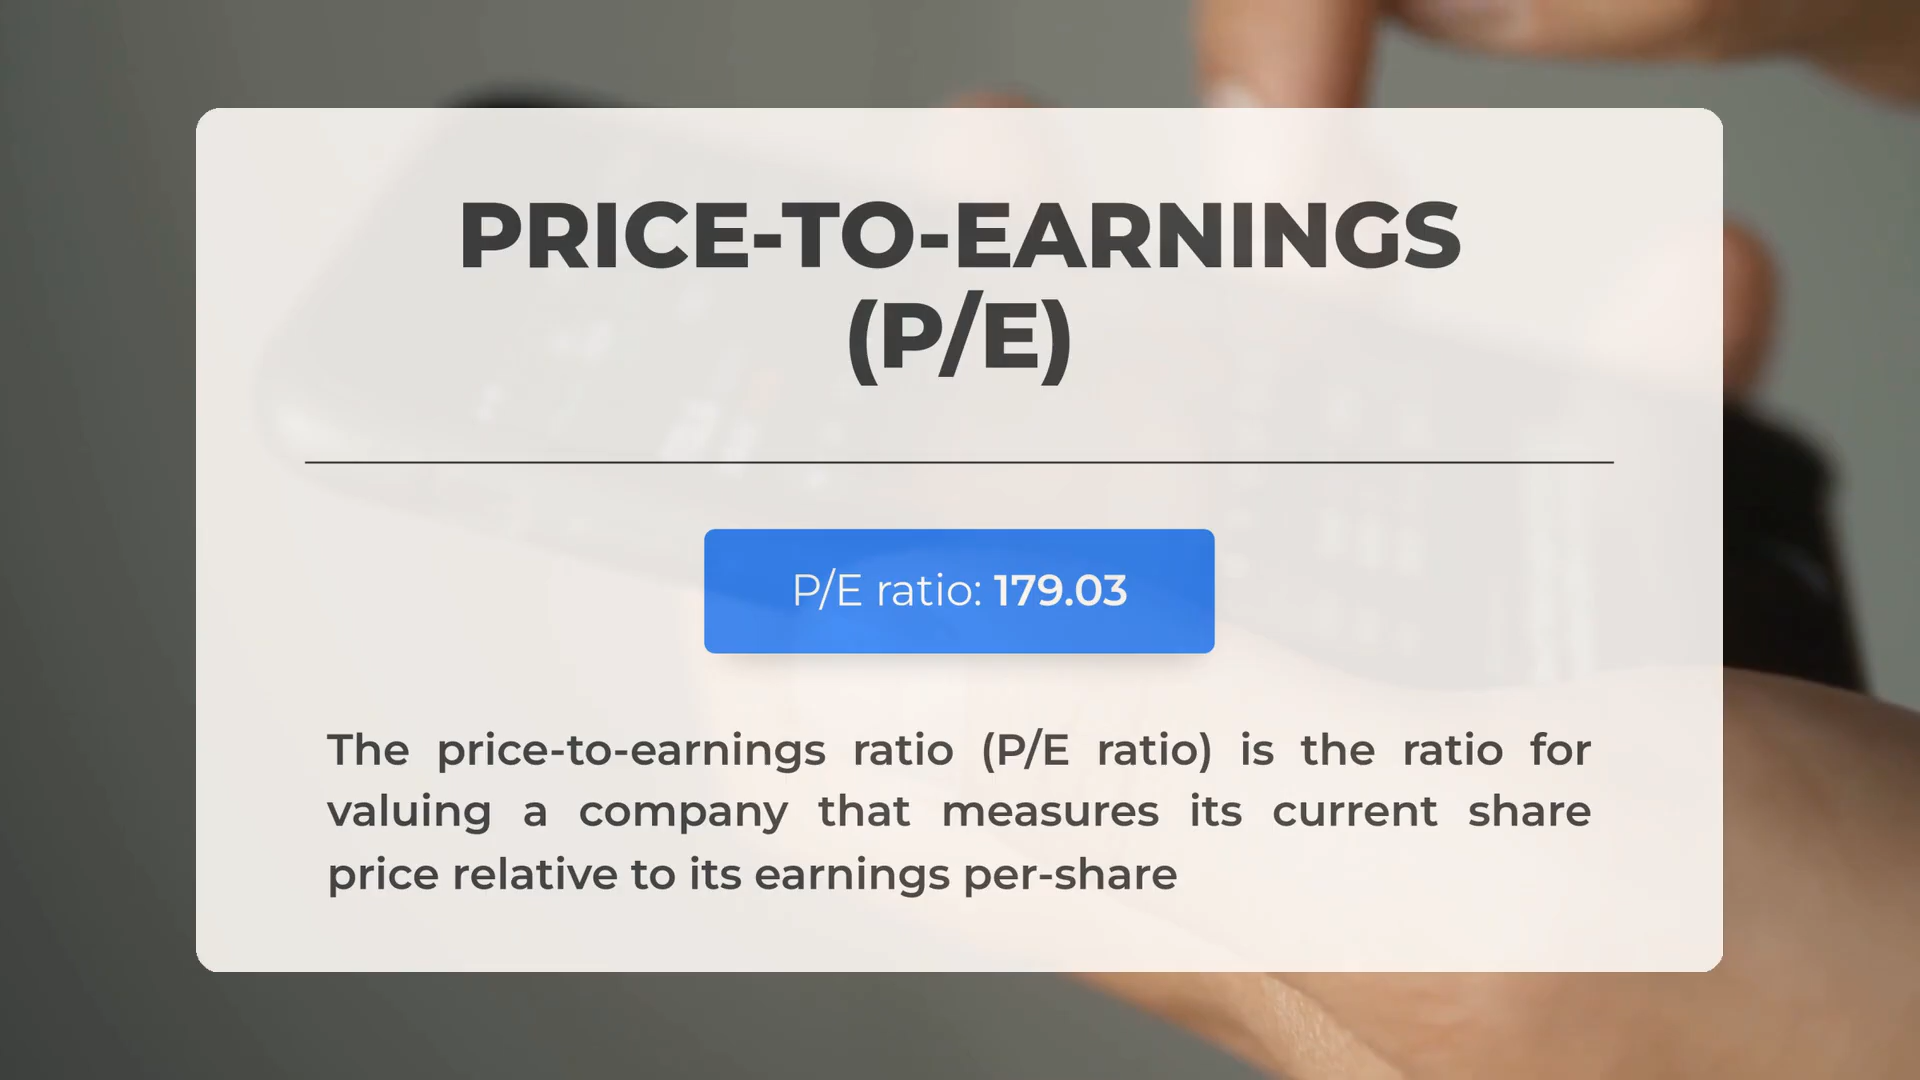 PRICE-TO-EARNINGS
(P/E)
P/E ratio: 179.03
The price-to-earnings ratio (P/E ratio) is the ratio for
valuing a company that measures its current share
price relative to its earnings per-share